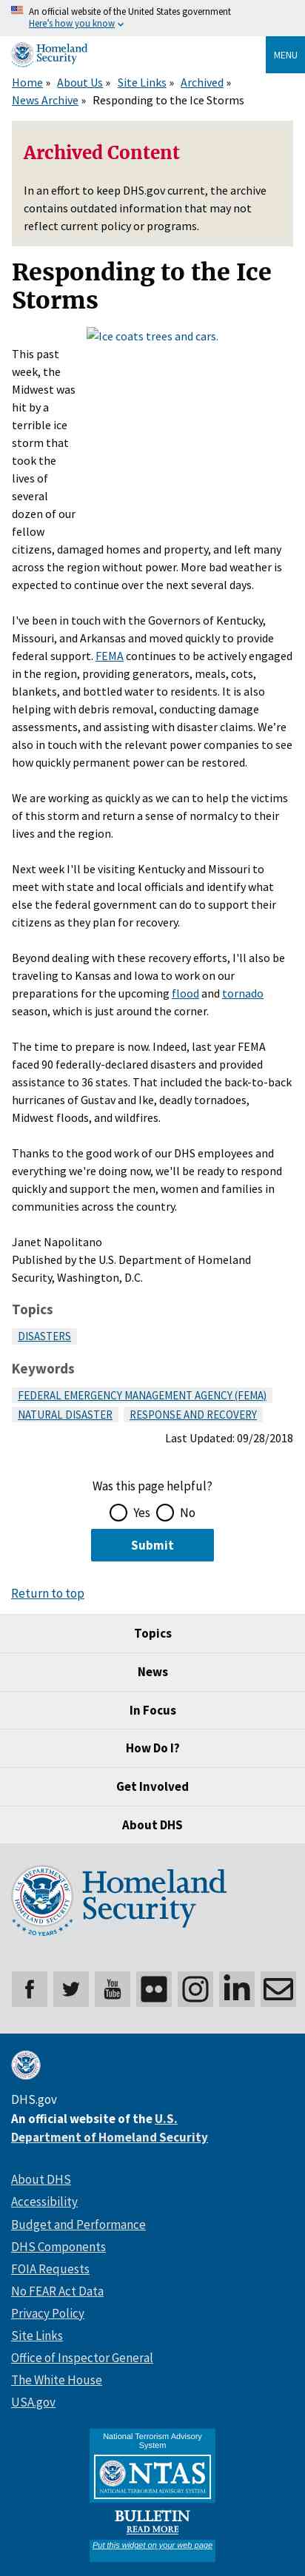 An official website of the United States government
Here's how you know
Homeland
Security
MENU
Home » About Us » Site Links » Archived »
News Archive » Responding to the Ice Storms
Archived Content
In an effort to keep DHS.gov current, the archive
contains outdated information that may not
reflect current policy or programs.
Responding to the Ice
Storms
Ice coats trees and cars.
This past
week, the
Midwest was
hit by a
terrible ice
storm that
took the
lives of
several
dozen of our
fellow
citizens, damaged homes and property, and left many
across the region without power. More bad weather is
expected to continue over the next several days.
I've been in touch with the Governors of Kentucky,
Missouri, and Arkansas and moved quickly to provide
federal support. FEMA continues to be actively engaged
in the region, providing generators, meals, cots,
blankets, and bottled water to residents. It is also
helping with debris removal, conducting damage
assessments, and assisting with disaster claims. We’re
also in touch with the relevant power companies to see
how quickly permanent power can be restored.
We are working as quickly as we can to help the victims
of this storm and return a sense of normalcy to their
lives and the region.
Next week I'll be visiting Kentucky and Missouri to
meet with state and local officials and identify what
else the federal government can do to support their
citizens as they plan for recovery.
Beyond dealing with these recovery efforts, I'll also be
traveling to Kansas and Iowa to work on our
preparations for the upcoming flood and tornado
season, which is just around the corner.
The time to prepare is now. Indeed, last year FEMA
faced 90 federally-declared disasters and provided
assistance to 36 states. That included the back-to-back
hurricanes of Gustav and Ike, deadly tornadoes,
Midwest floods, and wildfires.
Thanks to the good work of our DHS employees and
everything we're doing now, we'll be ready to respond
quickly and support the men, women and families in
communities across the country.
Janet Napolitano
Published by the U.S. Department of Homeland
Security, Washington, D.C.
Topics
DISASTERS
Keywords
FEDERAL EMERGENCY MANAGEMENT AGENCY (FEMA)
NATURAL DISASTER RESPONSE AND RECOVERY
Last Updated: 09/28/2018
Was this page helpful?
Yes No
Submit
Return to top
Topics
News
In Focus
How Do I?
Get Involved
About DHS
Homeland
Security
20 YEARS
You
Tube
DHS.gov
An official website of the U.S.
Department of Homeland Security
About DHS
Accessibility
Budget and Performance
DHS Components
FOIA Requests
No FEAR Act Data
Privacy Policy
Site Links
Office of Inspector General
The White House
USA.gov
National Terrorism Advisory
System
NTAS
NATIONAL TERRORISM ADVISORY SYSTEM
BULLETIN
READ MORE
Put this widget on your web page